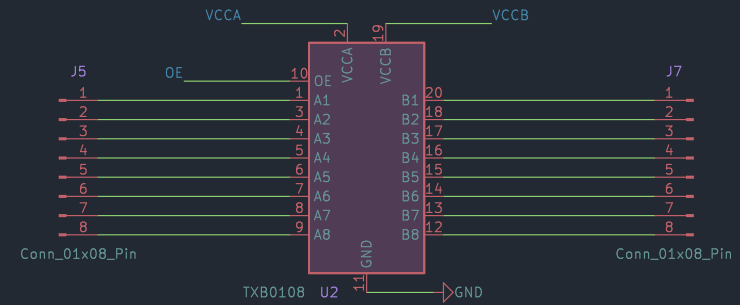 VCCA VCCB
2 19
J5 J7
VCCA VCCB
OE 10 OE
1 1 A1 B1 20 1
2 3 A2 B2 18 2
3 4 A3 B3 17 3
4 5 A4 B4 16 4
5 6 A5 B5 15 5
6 7 A6 B6 14 6
7 8 A7 B7 13 7
8 9 A8 B8 12 8
Conn_01x08_Pin Conn_01x08_Pin
GND
11
TXB0108 U2 GND